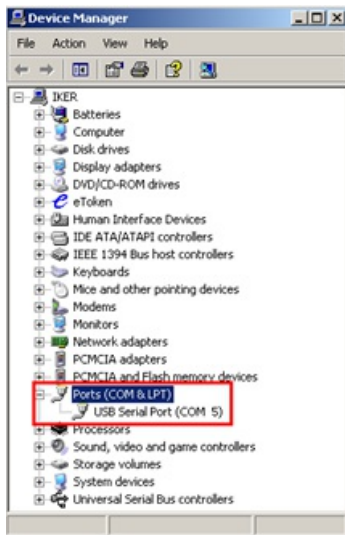 Device Manager
File Action View Help
IKER
Batteries
Computer
Disk drives
Display adapters
DVD/CD-ROM drives
eToken
Human Interface Devices
IDE ATA/ATAPI controllers
IEEE 1394 Bus host controllers
Keyboards
Mice and other pointing devices
Modems
Monitors
Network adapters
PCMCIA adapters
PCMCIA and Flash memory devices
Ports (COM & LPT)
USB Serial Port (COM 5)
Processors
Sound, video and game controllers
Storage volumes
System devices
Universal Serial Bus controllers